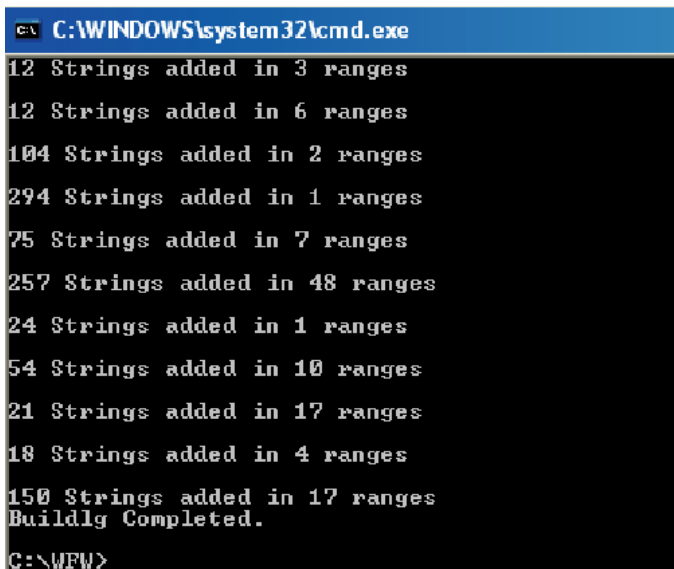 C:\WINDOWS\system32\cmd.exe
12 Strings added in 3 ranges
12 Strings added in 6 ranges
104 Strings added in 2 ranges
294 Strings added in 1 ranges
75 Strings added in 7 ranges
257 Strings added in 48 ranges
24 Strings added in 1 ranges
54 Strings added in 10 ranges
21 Strings added in 17 ranges
18 Strings added in 4 ranges
150 Strings added in 17 ranges
Buildlg Completed.
C:\WFW>